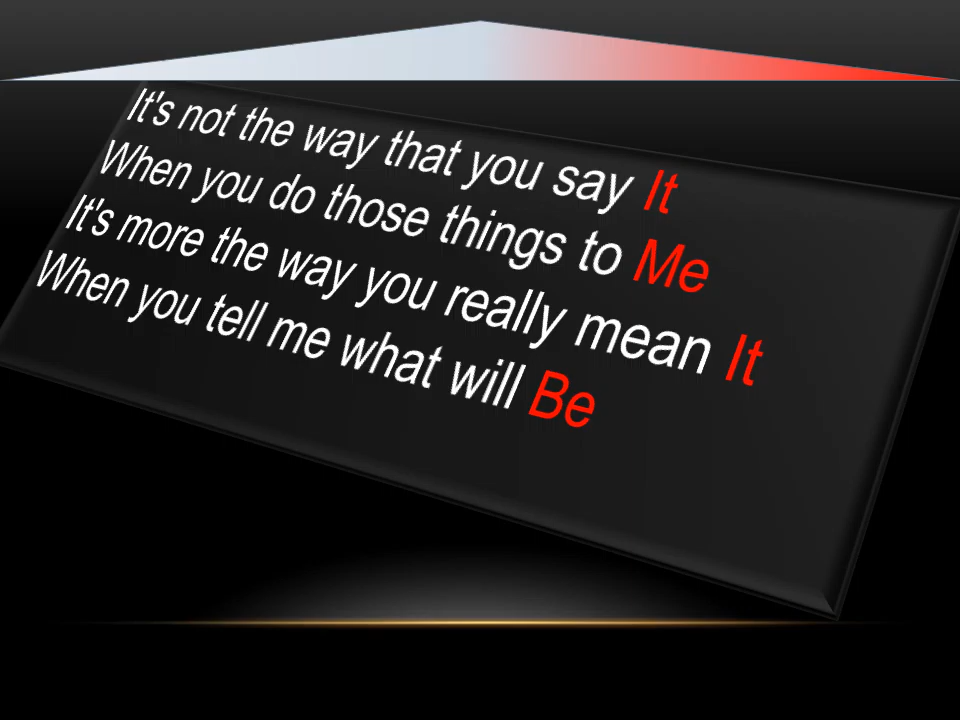 It's not the way that you say It
When you do those things to Me
It's more the way you really mean It
When you tell me what will Be